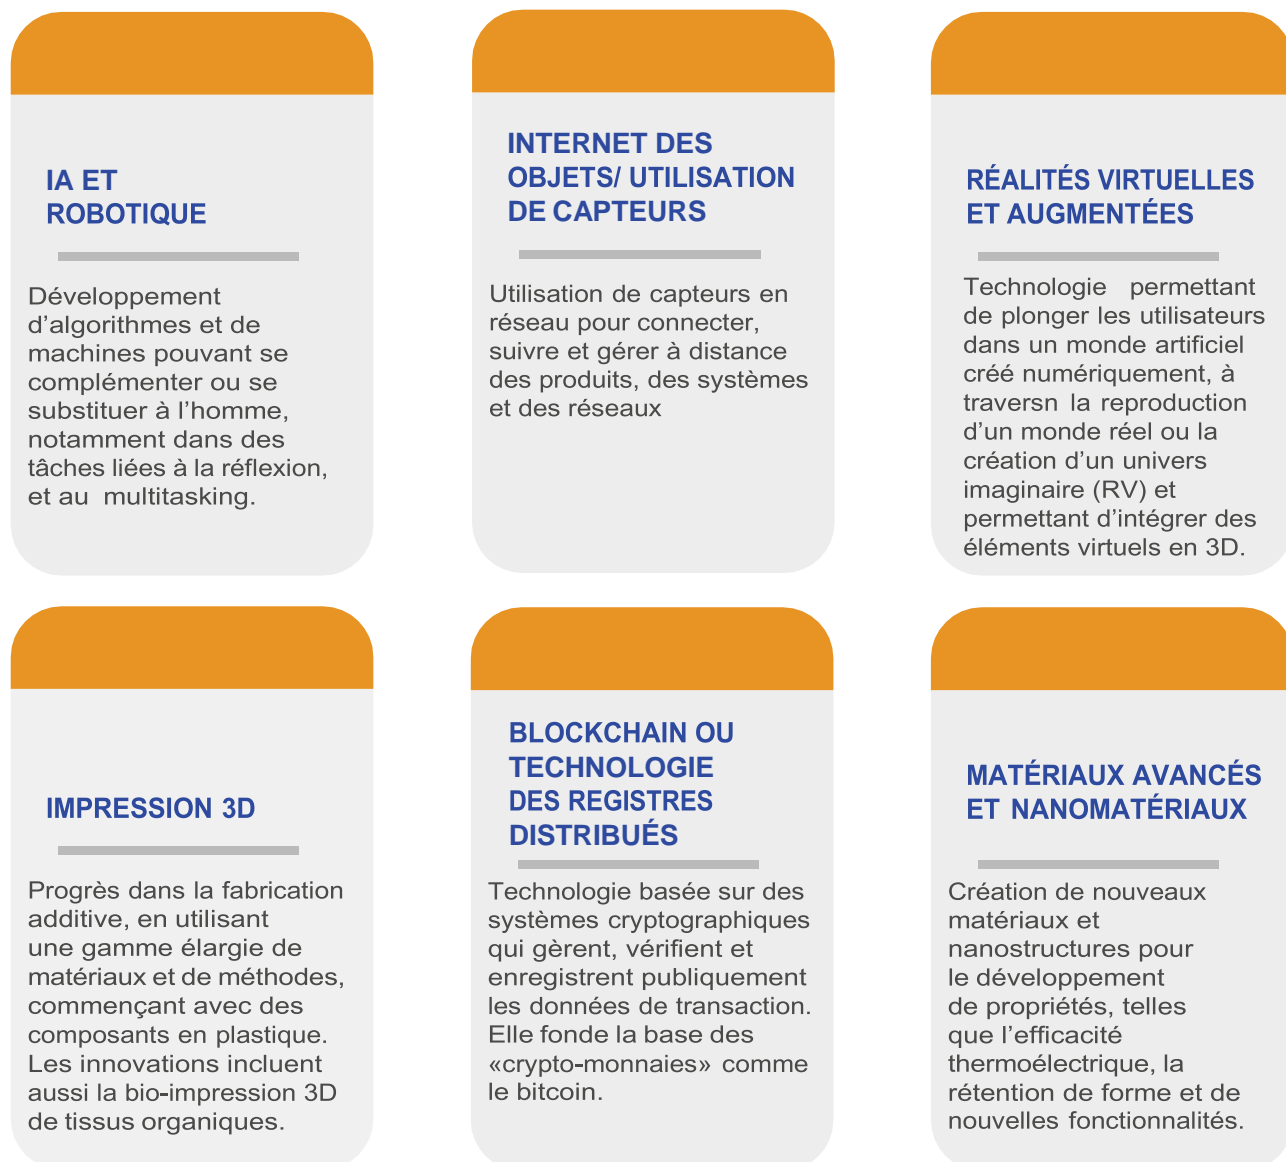 IA ET
ROBOTIQUE
Développement
d’algorithmes et de
machines pouvant se
complémenter ou se
substituer à l’homme,
notamment dans des
tâches liées à la réflexion,
et au multitasking.
INTERNET DES
OBJETS/ UTILISATION
DE CAPTEURS
Utilisation de capteurs en
réseau pour connecter,
suivre et gérer à distance
des produits, des systèmes
et des réseaux
RÉALITÉS VIRTUELLES
ET AUGMENTÉES
Technologie permettant
de plonger les utilisateurs
dans un monde artificiel
créé numériquement, à
traversn la reproduction
d’un monde réel ou la
création d’un univers
imaginaire (RV) et
permettant d’intégrer des
éléments virtuels en 3D.
IMPRESSION 3D
Progrès dans la fabrication
additive, en utilisant
une gamme élargie de
matériaux et de méthodes,
commençant avec des
composants en plastique.
Les innovations incluent
aussi la bio-impression 3D
de tissus organiques.
BLOCKCHAIN OU
TECHNOLOGIE
DES REGISTRES
DISTRIBUÉS
Technologie basée sur des
systèmes cryptographiques
qui gèrent, vérifient et
enregistrent publiquement
les données de transaction.
Elle fonde la base des
«crypto-monnaies» comme
le bitcoin.
MATÉRIAUX AVANCÉS
ET NANOMATÉRIAUX
Création de nouveaux
matériaux et
nanostructures pour
le développement
de propriétés, telles
que l’efficacité
thermoélectrique, la
rétention de forme et de
nouvelles fonctionnalités.